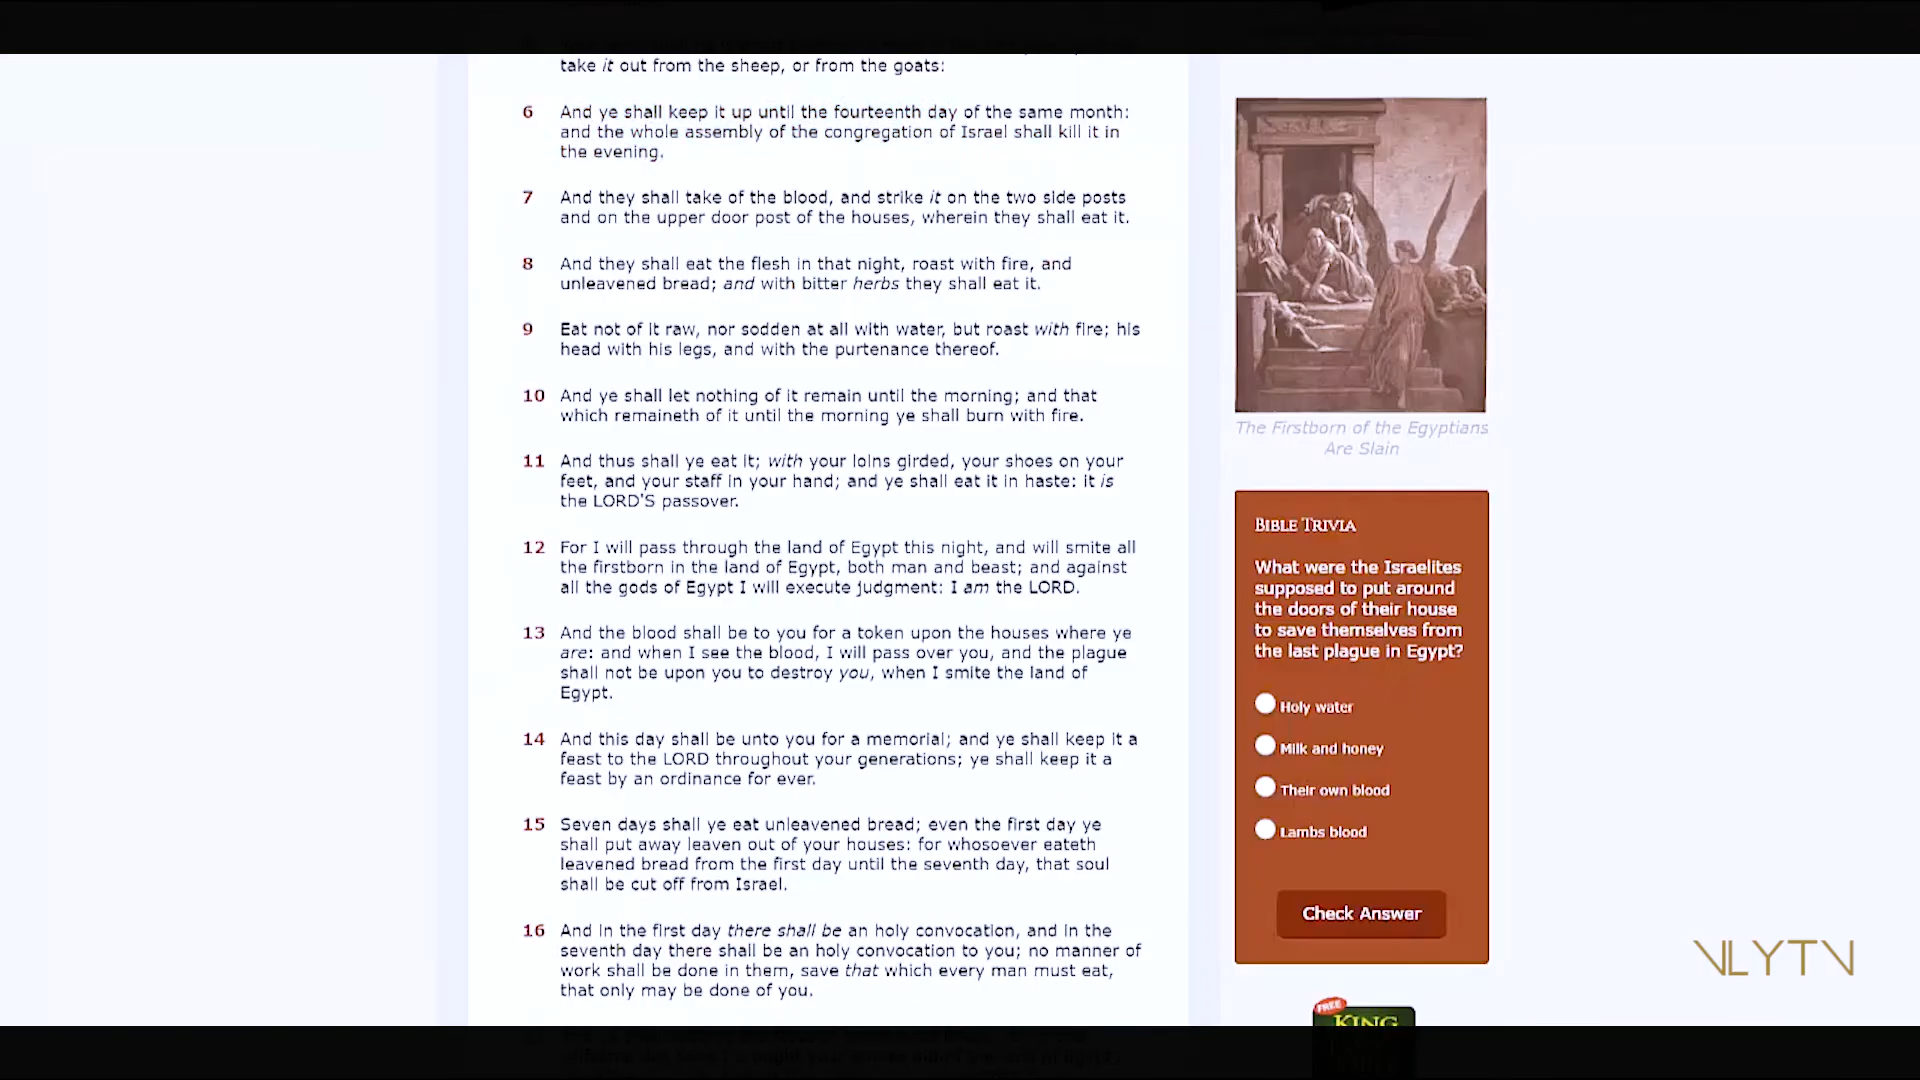 take it out from the sheep, or from the goats:
6 And ye shall keep it up until the fourteenth day of the same month:
and the whole assembly of the congregation of Israel shall kill it in
the evening.
7 And they shall take of the blood, and strike it on the two side posts
and on the upper door post of the houses, wherein they shall eat it.
8 And they shall eat the flesh in that night, roast with fire, and
unleavened bread; and with bitter herbs they shall eat it.
9 Eat not of it raw, nor sodden at all with water, but roast with fire; his
head with his legs, and with the purtenance thereof.
10 And ye shall let nothing of it remain until the morning; and that
which remaineth of it until the morning ye shall burn with fire.
11 And thus shall ye eat it; with your loins girded, your shoes on your
feet, and your staff in your hand; and ye shall eat it in haste: it is
the LORD'S passover.
12 For I will pass through the land of Egypt this night, and will smite all
the firstborn in the land of Egypt, both man and beast; and against
all the gods of Egypt I will execute judgment: I am the LORD.
13 And the blood shall be to you for a token upon the houses where ye
are: and when I see the blood, I will pass over you, and the plague
shall not be upon you to destroy you, when I smite the land of
Egypt.
14 And this day shall be unto you for a memorial; and ye shall keep it a
feast to the LORD throughout your generations; ye shall keep it a
feast by an ordinance for ever.
15 Seven days shall ye eat unleavened bread; even the first day ye
shall put away leaven out of your houses: for whosoever eateth
leavened bread from the first day until the seventh day, that soul
shall be cut off from Israel.
16 And in the first day there shall be an holy convocation, and in the
seventh day there shall be an holy convocation to you; no manner of
work shall be done in them, save that which every man must eat,
that only may be done of you.
The Firstborn of the Egyptians
Are Slain
BIBLE TRIVIA
What were the Israelites
supposed to put around
the doors of their house
to save themselves from
the last plague in Egypt?
Holy water
Milk and honey
Their own blood
Lambs blood
Check Answer
FREE
KING
VLYTV